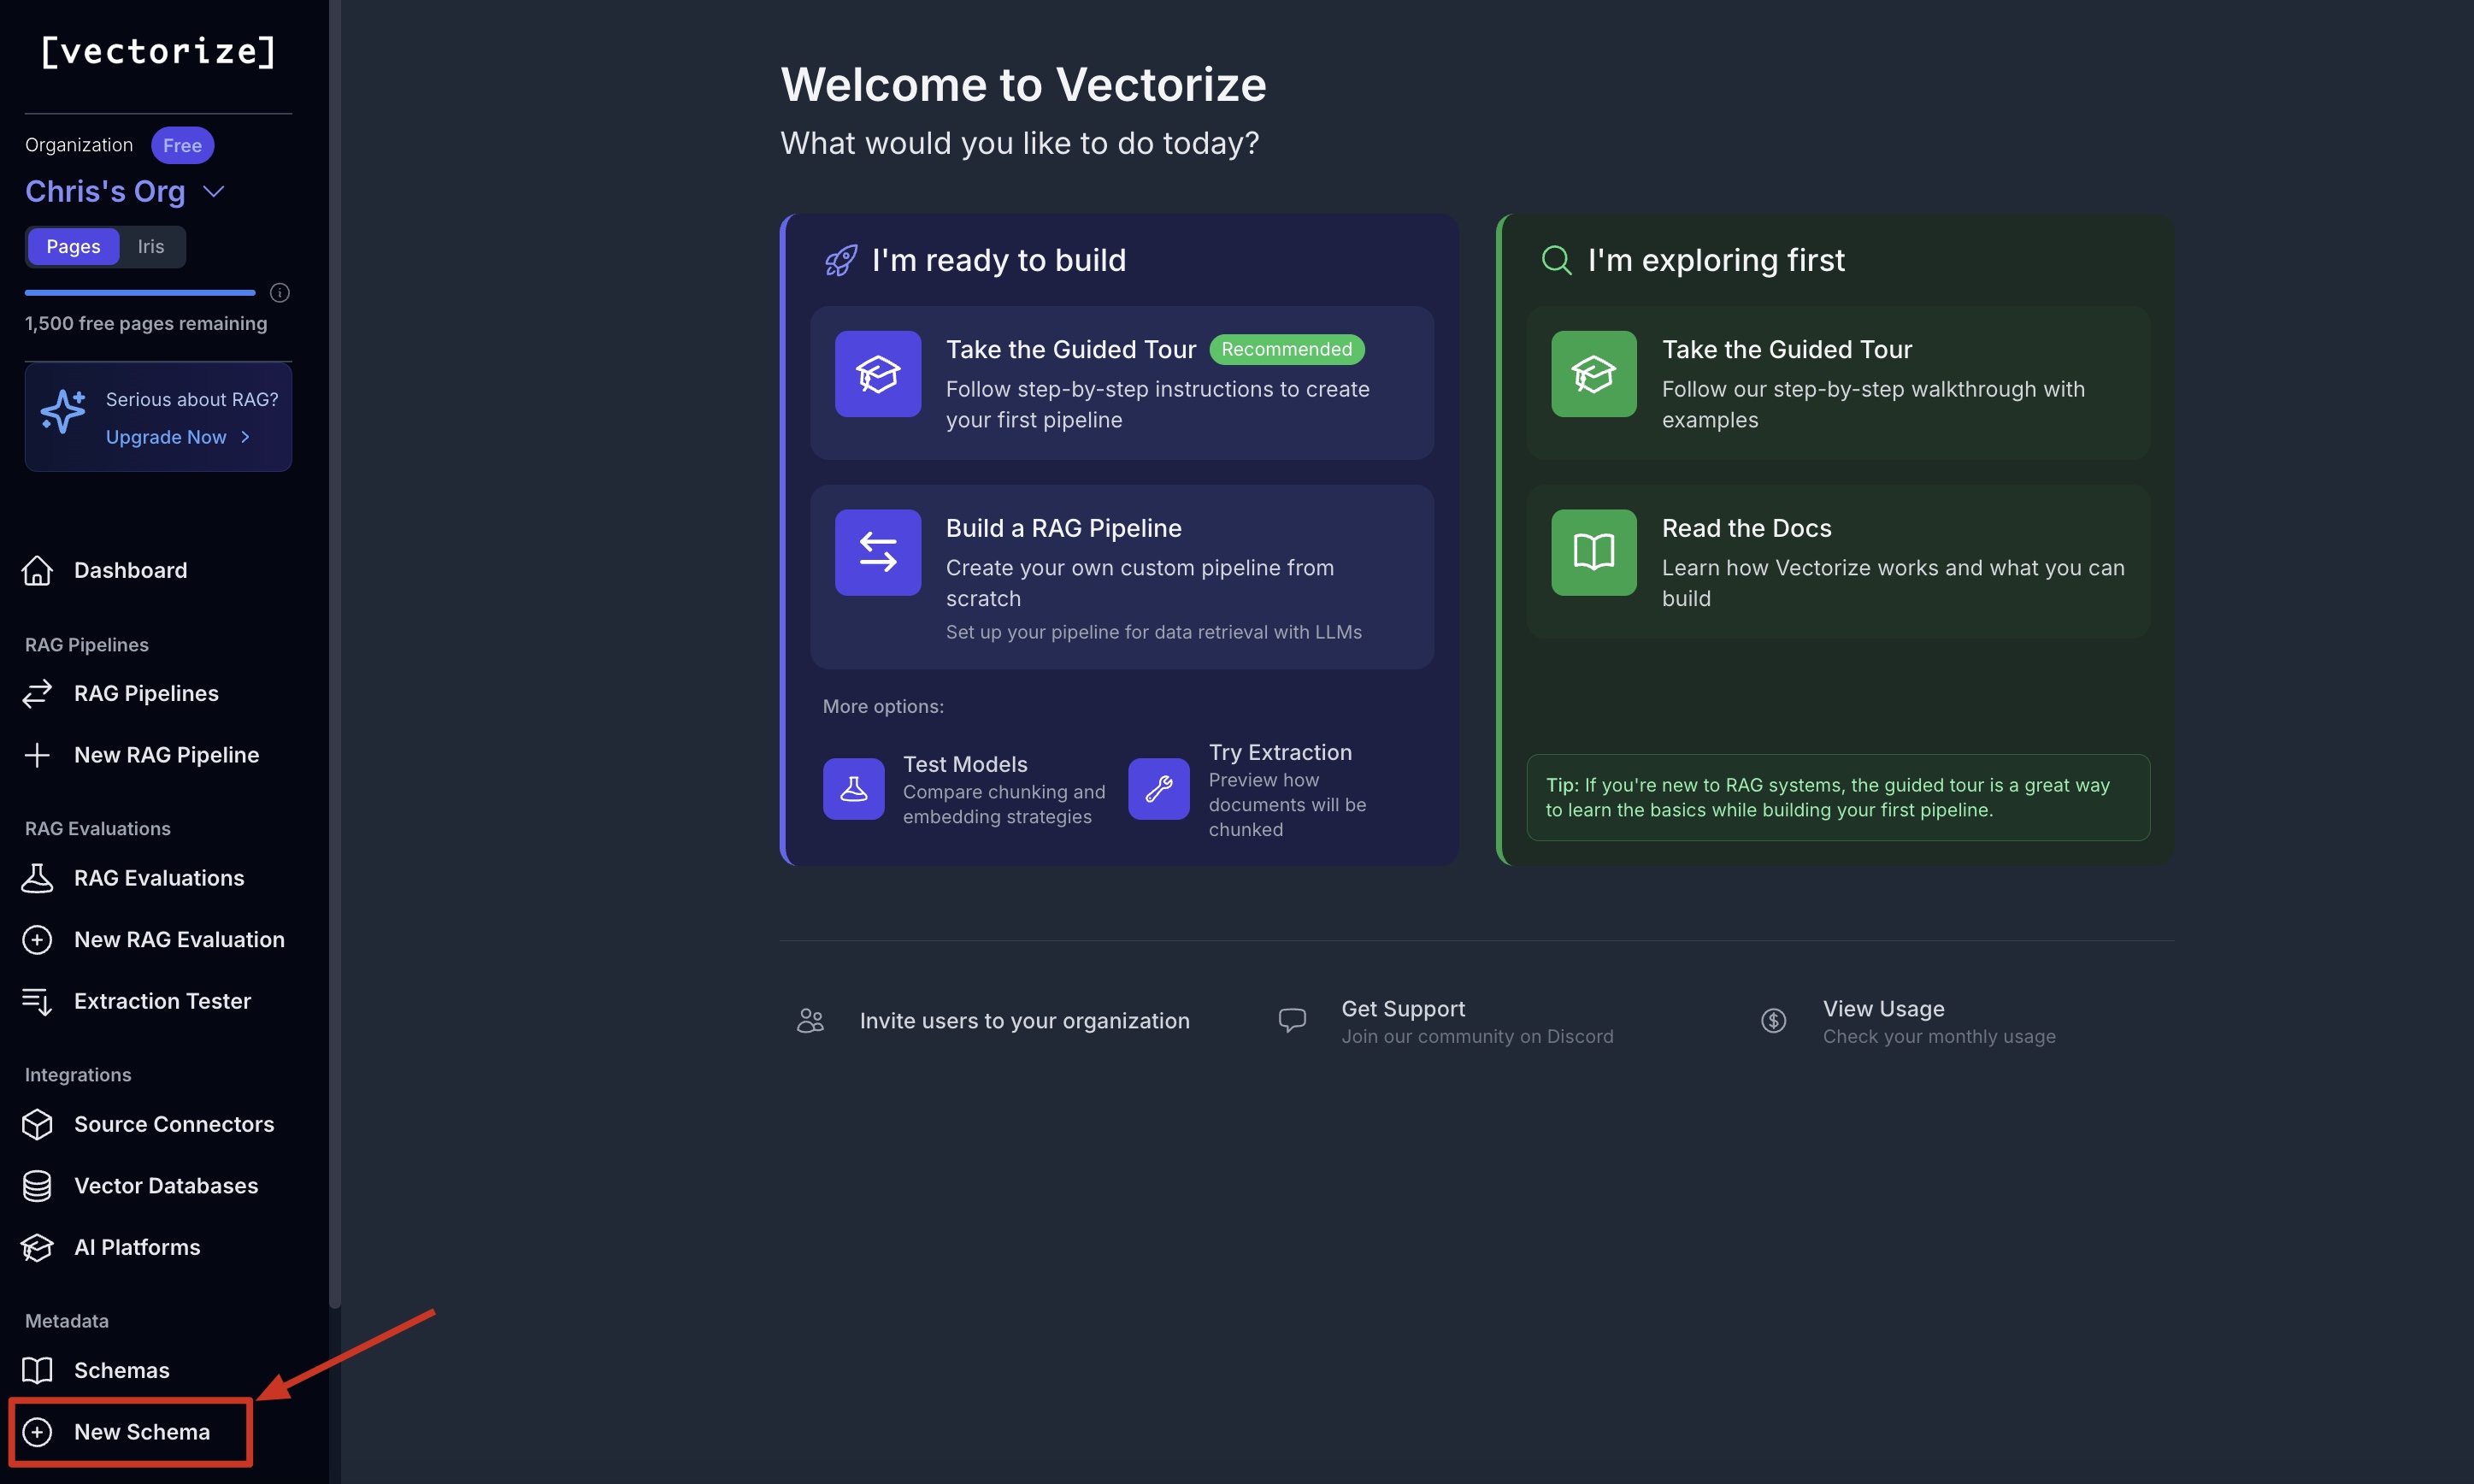 [vectorize]
Organization Free
Chris's Org
Pages Iris
1,500 free pages remaining
Serious about RAG?
Upgrade Now
Dashboard
RAG Pipelines
RAG Pipelines
New RAG Pipeline
RAG Evaluations
RAG Evaluations
New RAG Evaluation
Extraction Tester
Integrations
Source Connectors
Vector Databases
AI Platforms
Metadata
Schemas
New Schema
Welcome to Vectorize
What would you like to do today?
I'm ready to build
Take the Guided Tour Recommended
Follow step-by-step instructions to create
your first pipeline
Build a RAG Pipeline
Create your own custom pipeline from
scratch
Set up your pipeline for data retrieval with LLMs
More options:
Test Models
Compare chunking and
embedding strategies
Try Extraction
Preview how
documents will be
chunked
I'm exploring first
Take the Guided Tour
Follow our step-by-step walkthrough with
examples
Read the Docs
Learn how Vectorize works and what you can
build
Tip: If you're new to RAG systems, the guided tour is a great way
to learn the basics while building your first pipeline.
Invite users to your organization
Get Support
Join our community on Discord
View Usage
Check your monthly usage